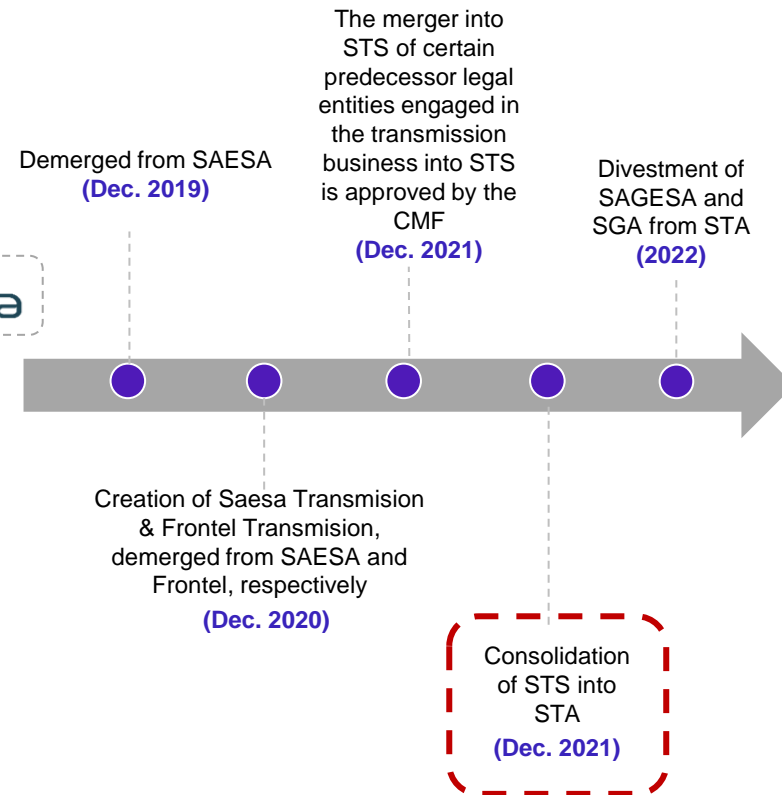 The merger into
STS of certain
predecessor legal
entities engaged in
the transmission
business into STS
is approved by the
CMF
(Dec. 2021)
Demerged from SAESA
(Dec. 2019)
Divestment of
SAGESA and
SGA from STA
(2022)
Creation of Saesa Transmision
& Frontel Transmision,
demerged from SAESA and
Frontel, respectively
(Dec. 2020)
Consolidation
of STS into
STA
(Dec. 2021)